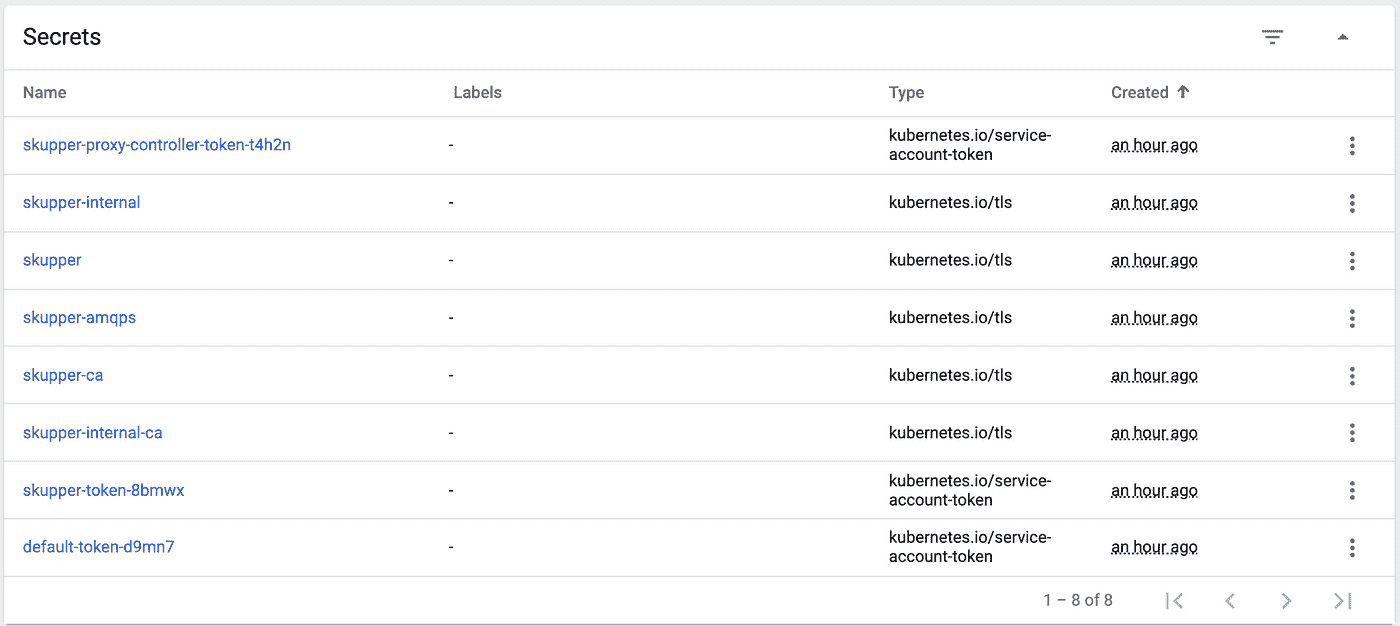 Secrets
Name Labels Type Created
skupper-proxy-controller-token-t4h2n - kubernetes.io/service-account-token an hour ago
skupper-internal - kubernetes.io/tls an hour ago
skupper - kubernetes.io/tls an hour ago
skupper-amqps - kubernetes.io/tls an hour ago
skupper-ca - kubernetes.io/tls an hour ago
skupper-internal-ca - kubernetes.io/tls an hour ago
skupper-token-8bmwx - kubernetes.io/service-account-token an hour ago
default-token-d9mn7 - kubernetes.io/service-account-token an hour ago
1 – 8 of 8